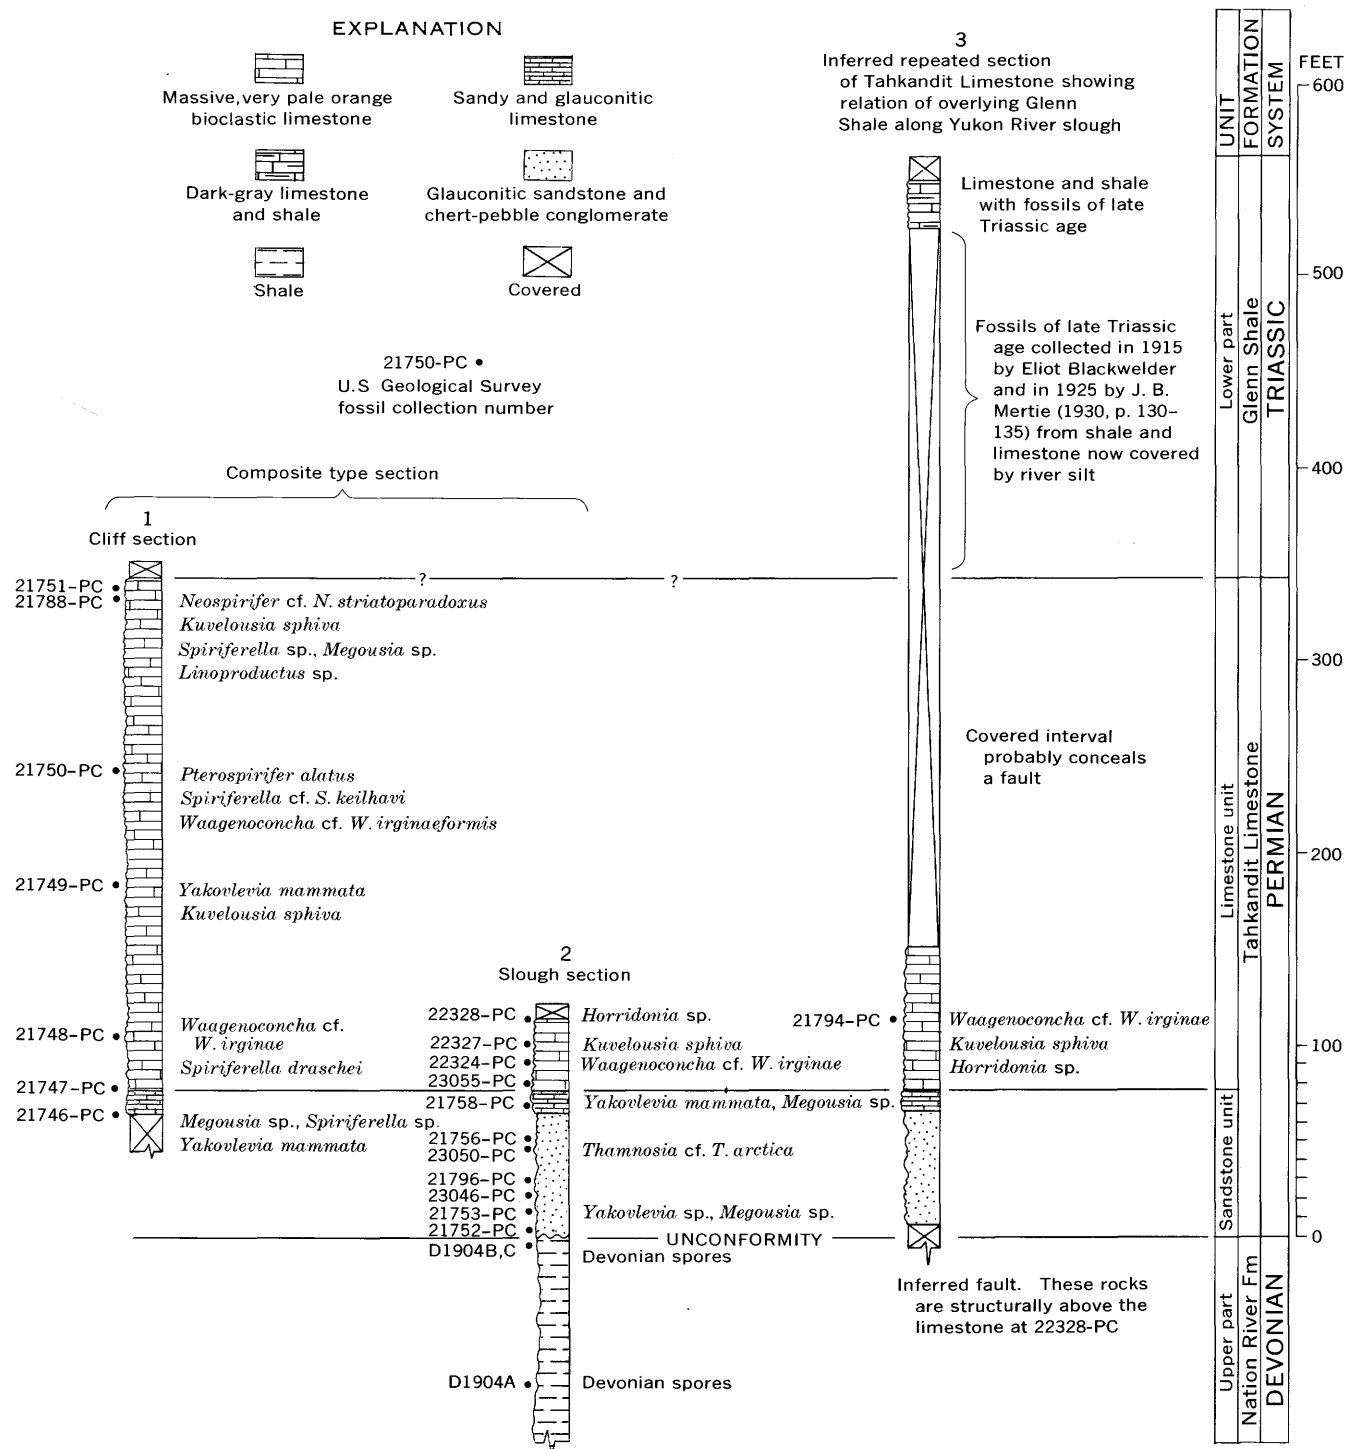 EXPLANATION
Massive, very pale orange
bioclastic limestone
Sandy and glauconitic
limestone
Dark-gray limestone
and shale
Glauconitic sandstone and
chert-pebble conglomerate
Shale
Covered
21750-PC •
U.S Geological Survey
fossil collection number
Composite type section
1
Cliff section
21751-PC
21788-PC
Neospirifer cf. N. striatoparadoxus
Kuvelousia sphiva
Spiriferella sp., Megousia sp.
Linoproductus sp.
21750-PC
Pterospirifer alatus
Spiriferella cf. S. keilhavi
Waagenoconcha cf. W. irginaeformis
21749-PC
Yakovlevia mammata
Kuvelousia sphiva
21748-PC
Waagenoconcha cf.
W. irginae
Spiriferella draschei
21747-PC
21746-PC
Megousia sp., Spiriferella sp.
Yakovlevia mammata
?
?
2
Slough section
22328-PC
Horridonia sp.
22327-PC
Kuvelousia sphiva
22324-PC
Waagenoconcha cf. W. irginae
23055-PC
21758-PC
Yakovlevia mammata, Megousia sp.
21756-PC
23050-PC
Thamnosia cf. T. arctica
21796-PC
23046-PC
21753-PC
Yakovlevia sp., Megousia sp.
21752-PC
UNCONFORMITY
D1904B,C
Devonian spores
D1904A
Devonian spores
3
Inferred repeated section
of Tahkandit Limestone showing
relation of overlying Glenn
Shale along Yukon River slough
Limestone and shale
with fossils of late
Triassic age
Fossils of late Triassic
age collected in 1915
by Eliot Blackwelder
and in 1925 by J. B.
Mertie (1930, p. 130-
135) from shale and
limestone now covered
by river silt
Covered interval
probably conceals
a fault
21794-PC
Waagenoconcha cf. W. irginae
Kuvelousia sphiva
Horridonia sp.
Inferred fault. These rocks
are structurally above the
limestone at 22328-PC
UNIT
FORMATION
SYSTEM
Lower part
Glenn Shale
TRIASSIC
Limestone unit
Tahkandit Limestone
PERMIAN
Sandstone unit
Upper part
Nation River Fm
DEVONIAN
FEET
600
500
400
300
200
100
0